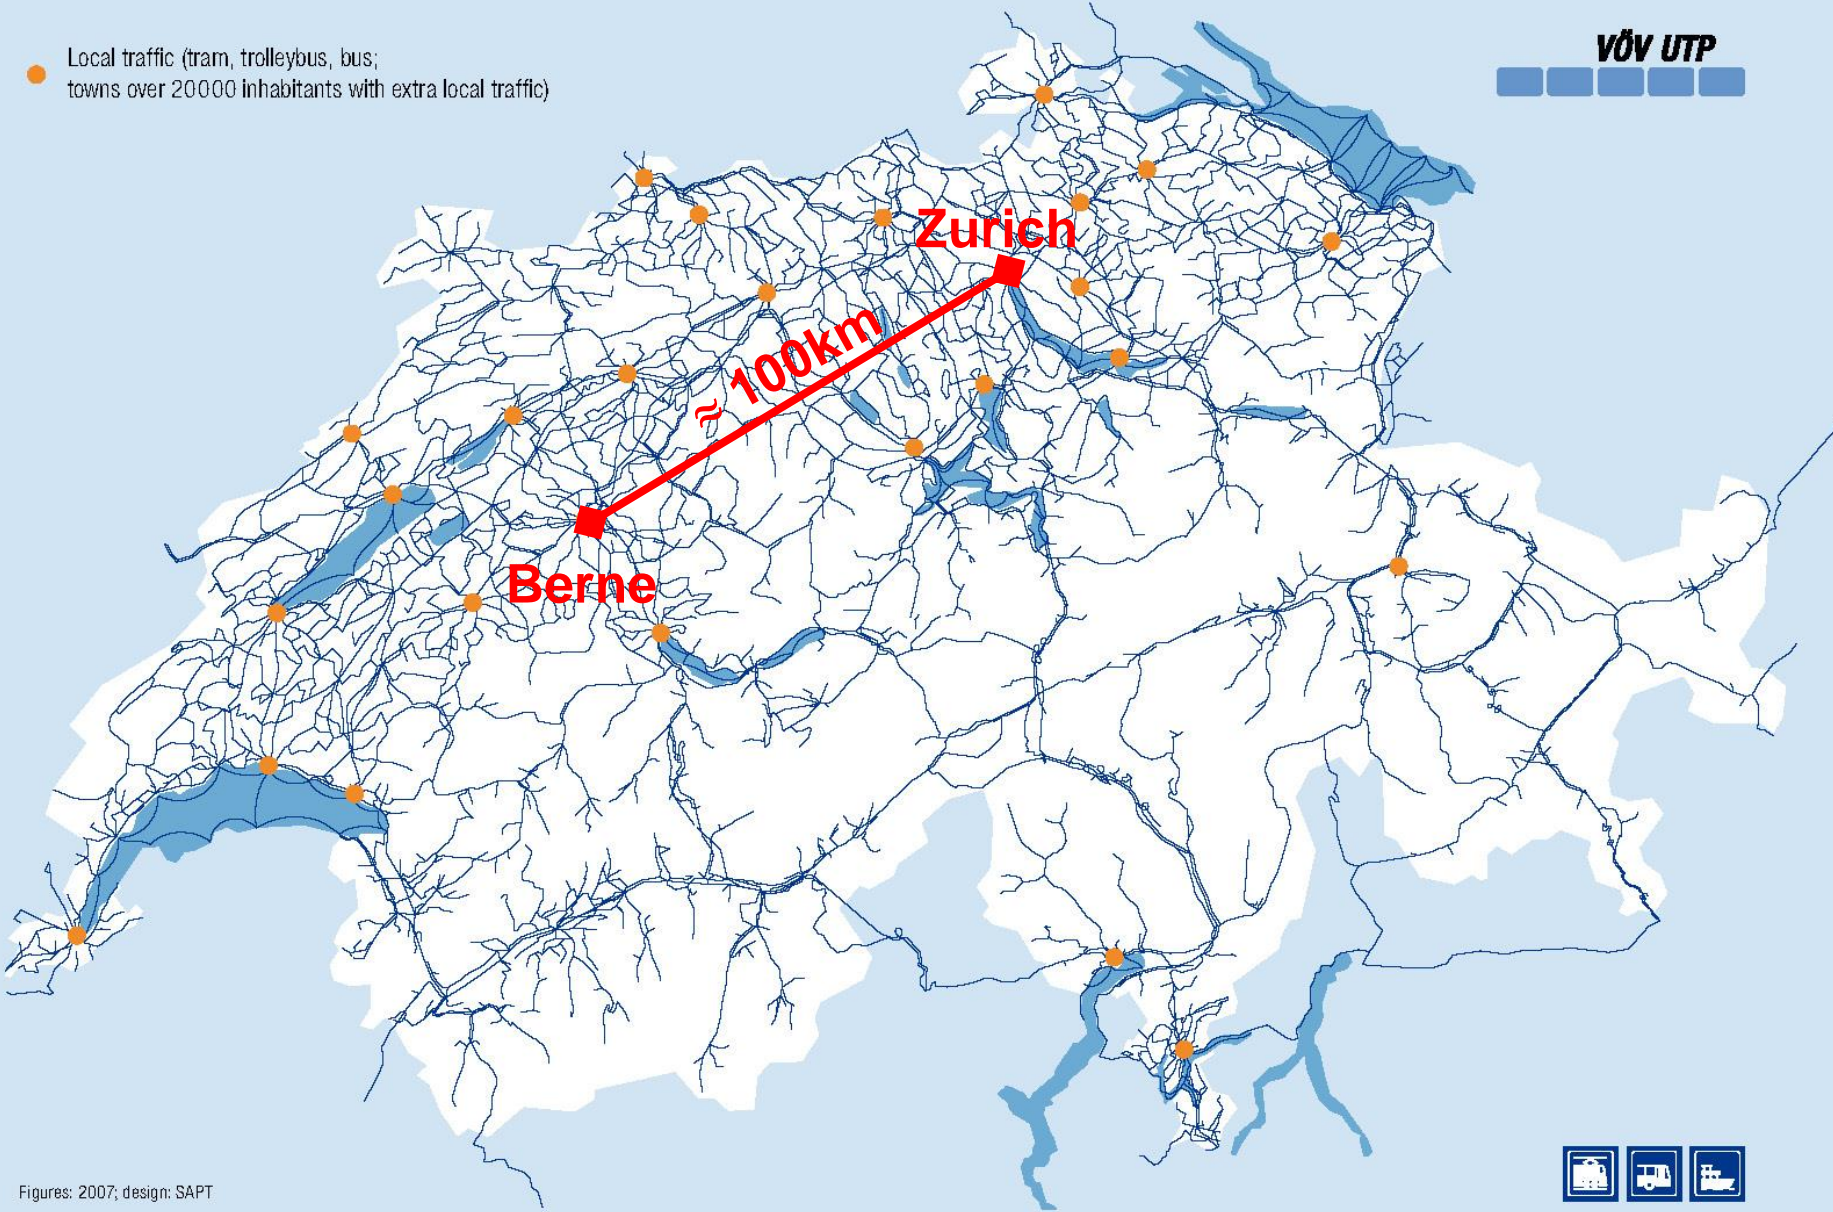 Local traffic (tram, trolleybus, bus;
towns over 20000 inhabitants with extra local traffic)
VÖV UTP
Zurich
≈ 100km
Berne
Figures: 2007; design: SAPT